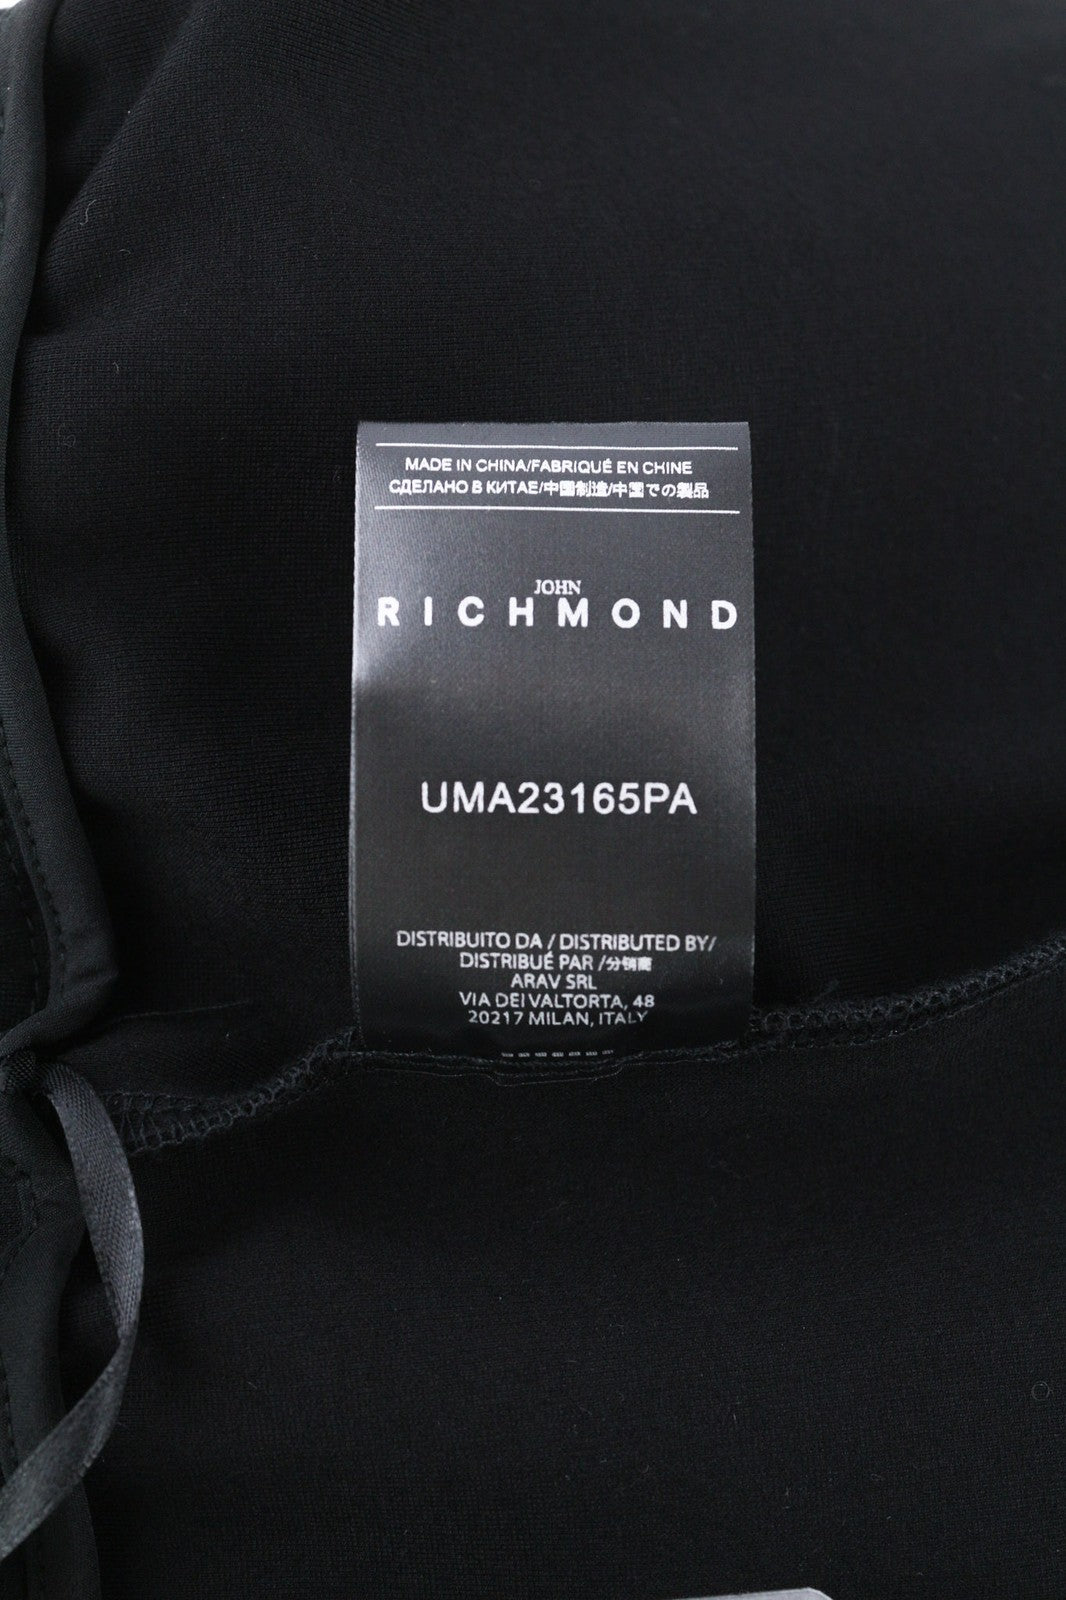 MADE IN CHINA/FABRIQUÉ EN CHINE
СДЕЛАНО В КИТАЕ/中国制造/中国での製品
JOHN
RICHMOND
UMA23165PA
DISTRIBUITO DA / DISTRIBUTED BY/
DISTRIBUÉ PAR /分销商
ARAV SRL
VIA DEI VALTORTA, 48
20217 MILAN, ITALY